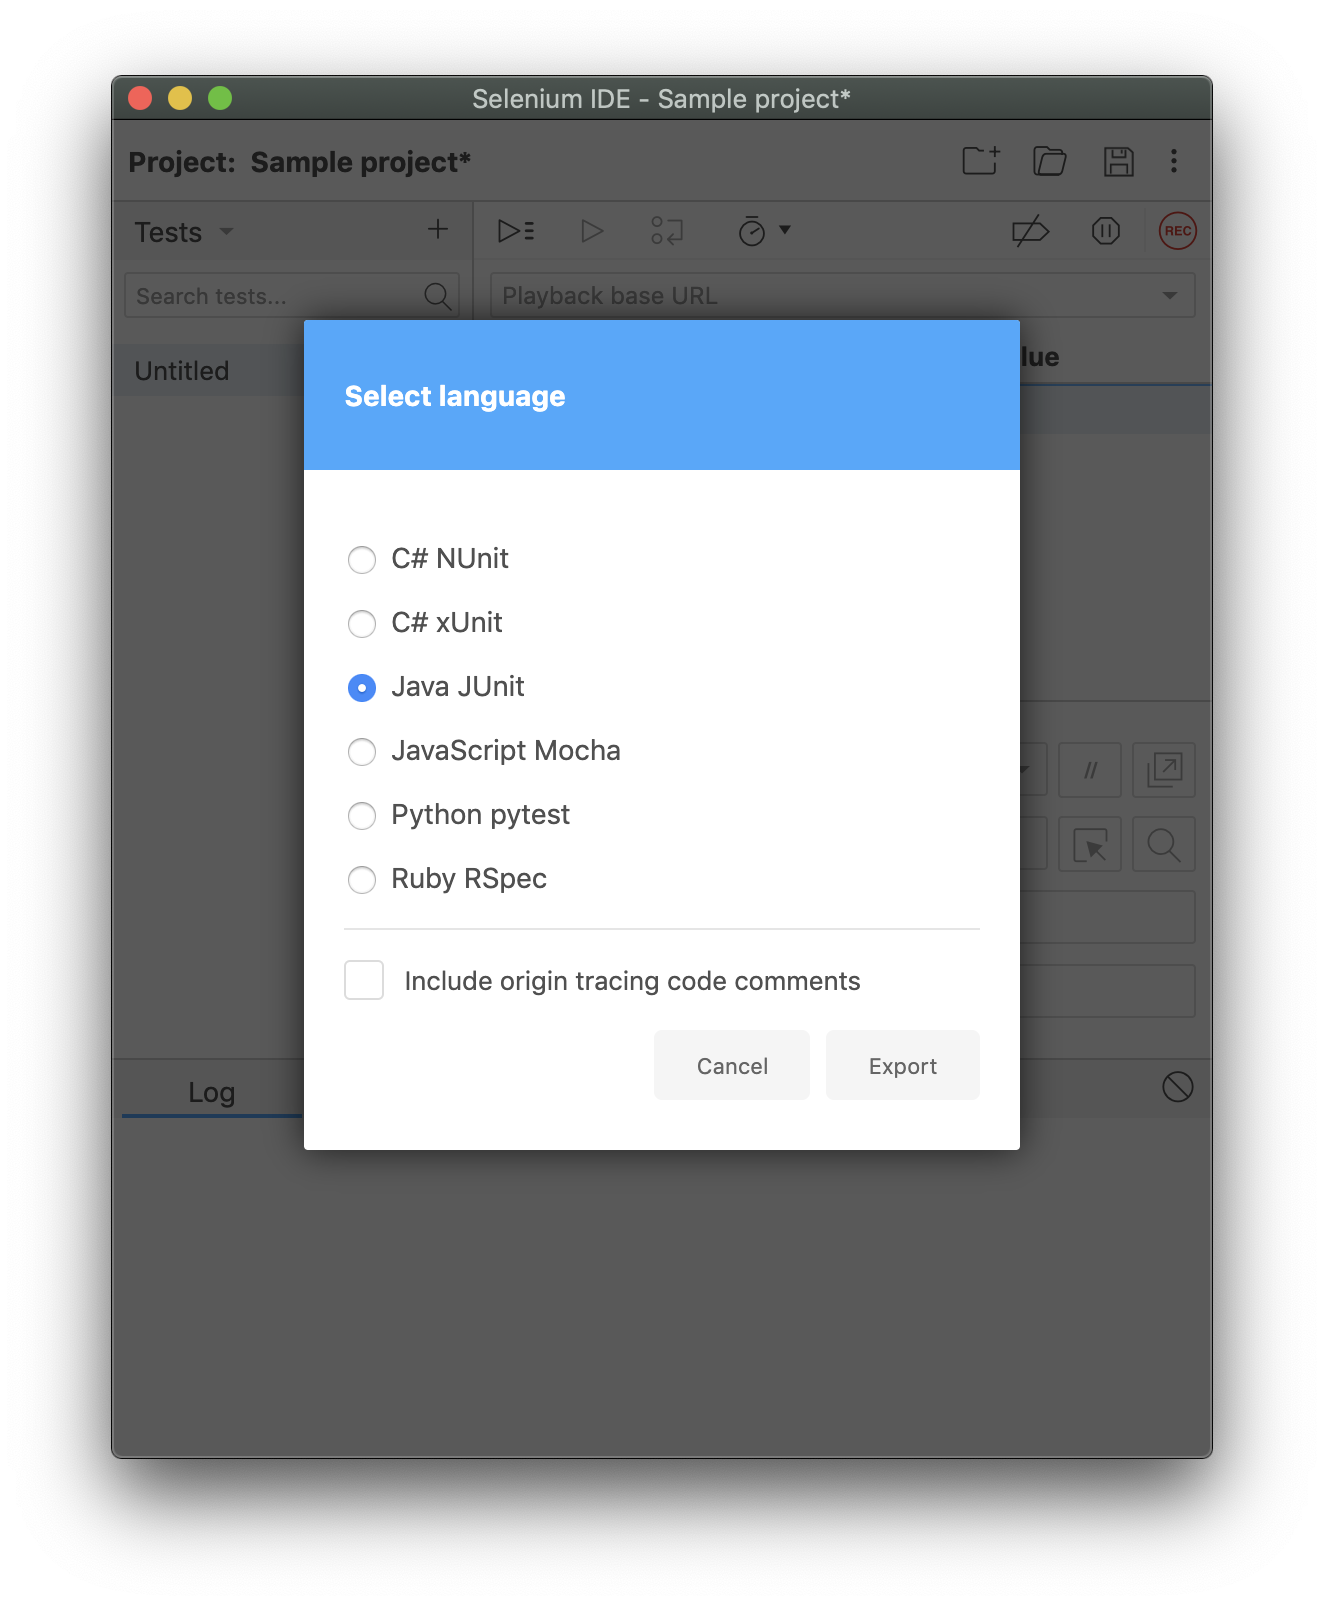 Selenium IDE - Sample project*
Project: Sample project*
Tests
REC
Search tests...
Playback base URL
Untitled
lue
Select language
C# NUnit
C# xUnit
Java JUnit
JavaScript Mocha
Python pytest
Ruby RSpec
//
Include origin tracing code comments
Cancel
Export
Log